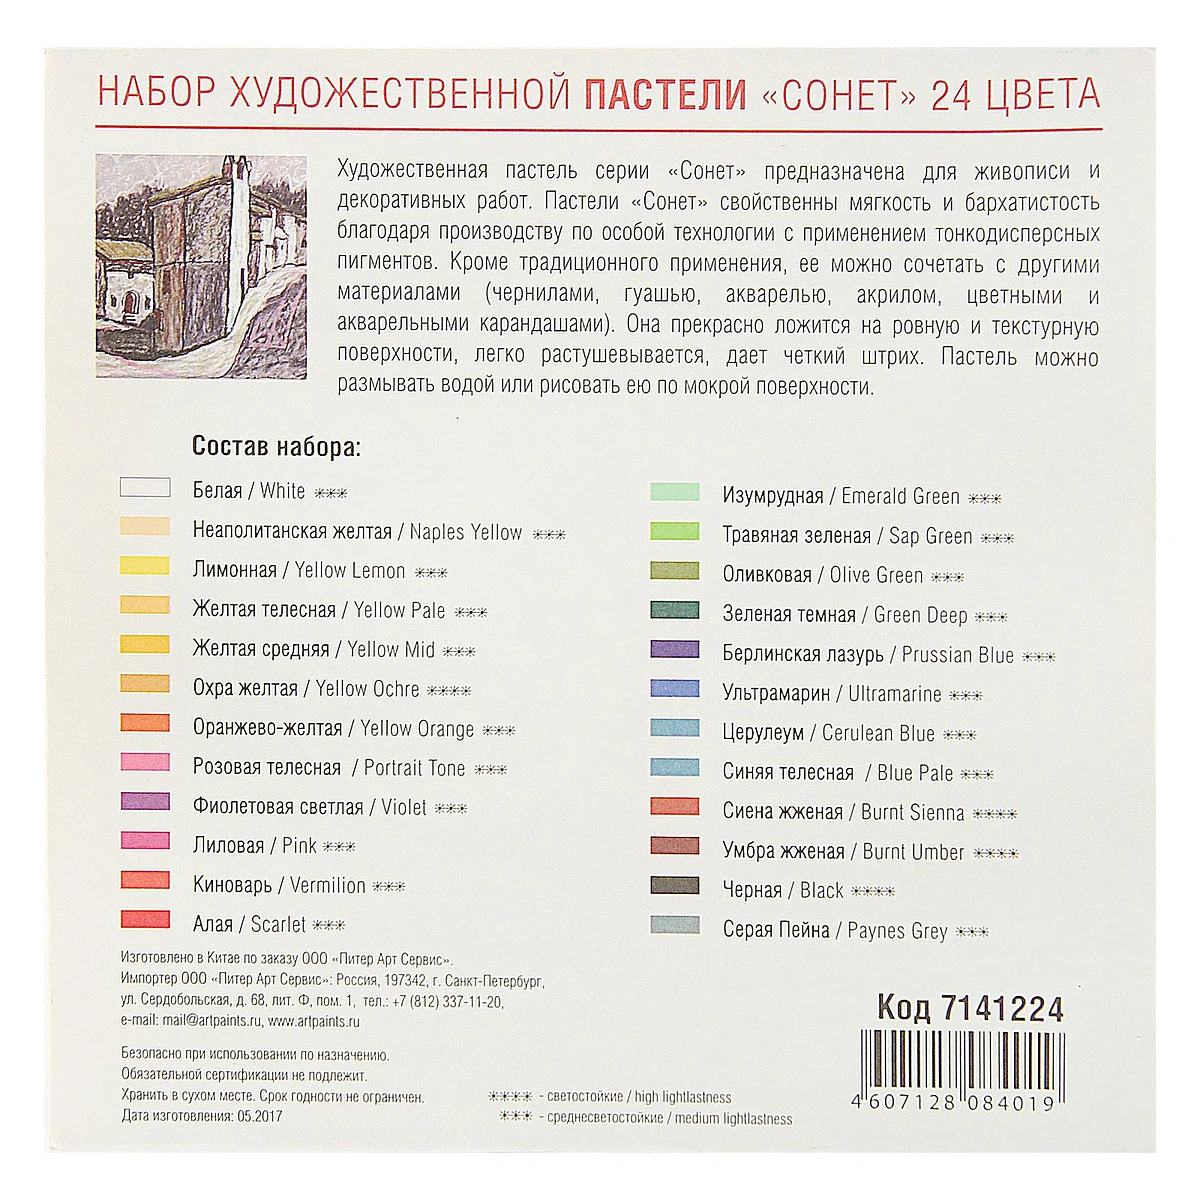 НАБОР ХУДОЖЕСТВЕННОЙ ПАСТЕЛИ «СОНЕТ» 24 ЦВЕТА
Художественная пастель серии «Сонет» предназначена для живописи и
декоративных работ. Пастели «Сонет» свойственны мягкость и бархатистость
благодаря производству по особой технологии с применением тонкодисперсных
пигментов. Кроме традиционного применения, ее можно сочетать с другими
материалами (чернилами, гуашью, акварелью, акрилом, цветными и
акварельными карандашами). Она прекрасно ложится на ровную и текстурную
поверхности, легко растушевывается, дает четкий штрих. Пастель можно
размывать водой или рисовать ею по мокрой поверхности.
Состав набора:
Белая / White ***
Неаполитанская желтая / Naples Yellow ***
Лимонная / Yellow Lemon ***
Желтая телесная / Yellow Pale ***
Желтая средняя / Yellow Mid ***
Охра желтая / Yellow Ochre ****
Оранжево-желтая / Yellow Orange ***
Розовая телесная / Portrait Tone ***
Фиолетовая светлая / Violet ***
Лиловая / Pink ***
Киноварь / Vermilion ***
Алая / Scarlet ***
Изумрудная / Emerald Green ***
Травяная зеленая / Sap Green ***
Оливковая / Olive Green ***
Зеленая темная / Green Deep ***
Берлинская лазурь / Prussian Blue ***
Ультрамарин / Ultramarine ***
Церулеум / Cerulean Blue ***
Синяя телесная / Blue Pale ***
Сиена жженая / Burnt Sienna ****
Умбра жженая / Burnt Umber ****
Черная / Black ****
Серая Пейна / Paynes Grey ***
Изготовлено в Китае по заказу ООО «Питер Арт Сервис».
Импортер ООО «Питер Арт Сервис»: Россия, 197342, г. Санкт-Петербург,
ул. Сердобольская, д. 68, лит. Ф, пом. 1, тел.: +7 (812) 337-11-20,
e-mail: mail@artpaints.ru, www.artpaints.ru
Безопасно при использовании по назначению.
Обязательной сертификации не подлежит.
Хранить в сухом месте. Срок годности не ограничен.
Дата изготовления: 05.2017
**** - светостойкие / high lightlastness
*** - среднесветостойкие / medium lightlastness
Код 7141224
4 607128 084019